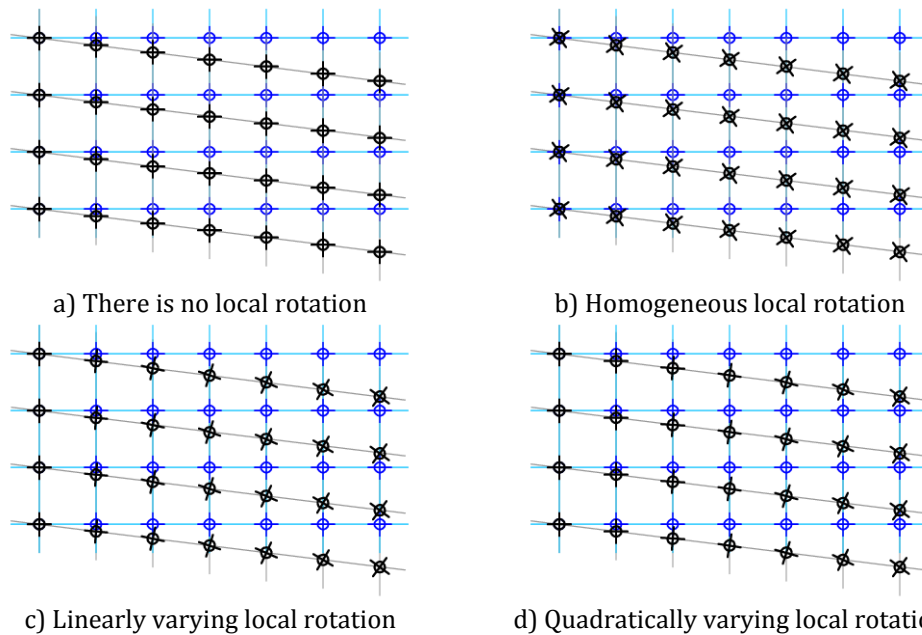 a) There is no local rotation
b) Homogeneous local rotation
c) Linearly varying local rotation
d) Quadratically varying local rotatio